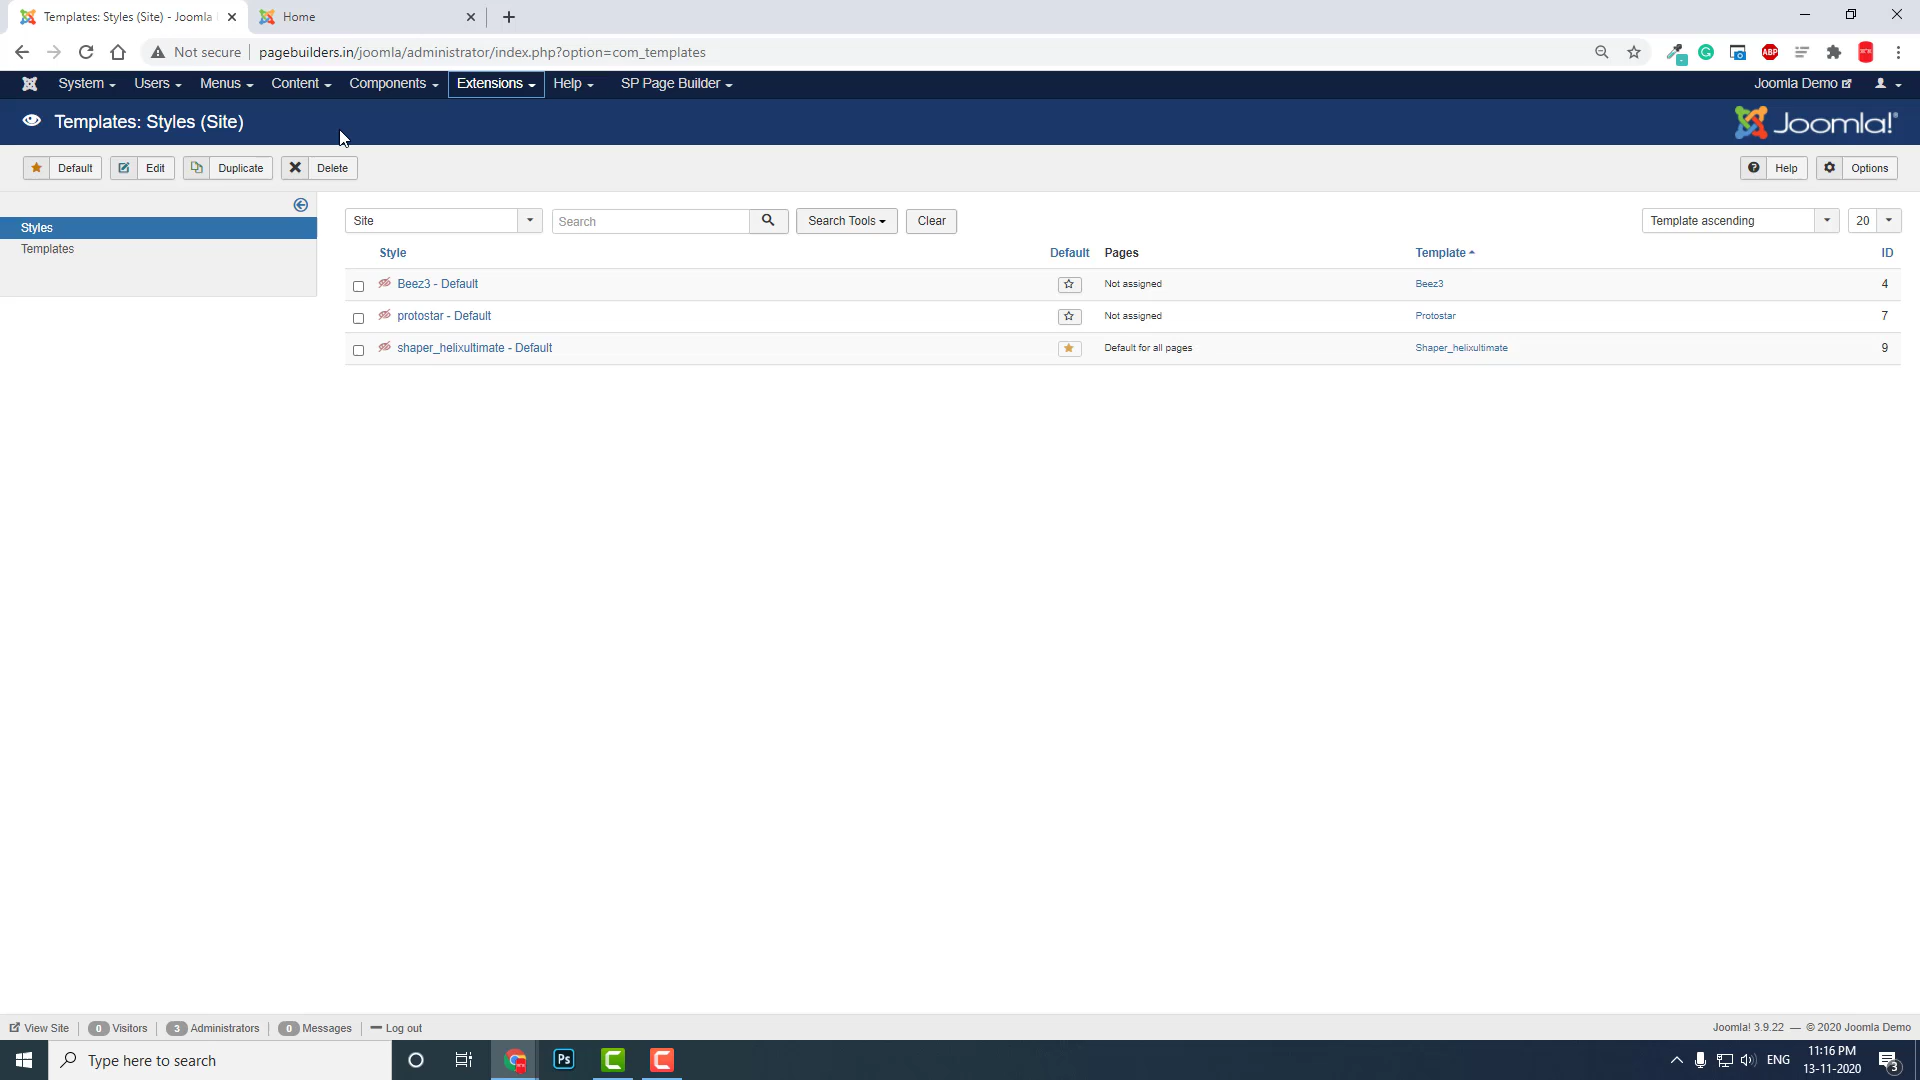 Templates: Styles (Site) - Joomla
Home
Not secure
pagebuilders.in/joomla/administrator/index.php?option=com_templates
ABP
System
Users
Menus
Content
Components
Extensions
Help
SP Page Builder
Joomla Demo
Templates: Styles (Site)
Joomla!®
Default
Edit
Duplicate
Delete
Help
Options
Styles
Templates
Site
Search
Search Tools
Clear
Template ascending
20
Style
Default
Pages
Template
ID
Beez3 - Default
Not assigned
Beez3
4
protostar - Default
Not assigned
Protostar
7
shaper_helixultimate - Default
Default for all pages
Shaper_helixultimate
9
View Site
0 Visitors
3 Administrators
0 Messages
Log out
Joomla! 3.9.22 — © 2020 Joomla Demo
Type here to search
Ps
ENG
11:16 PM
13-11-2020
3